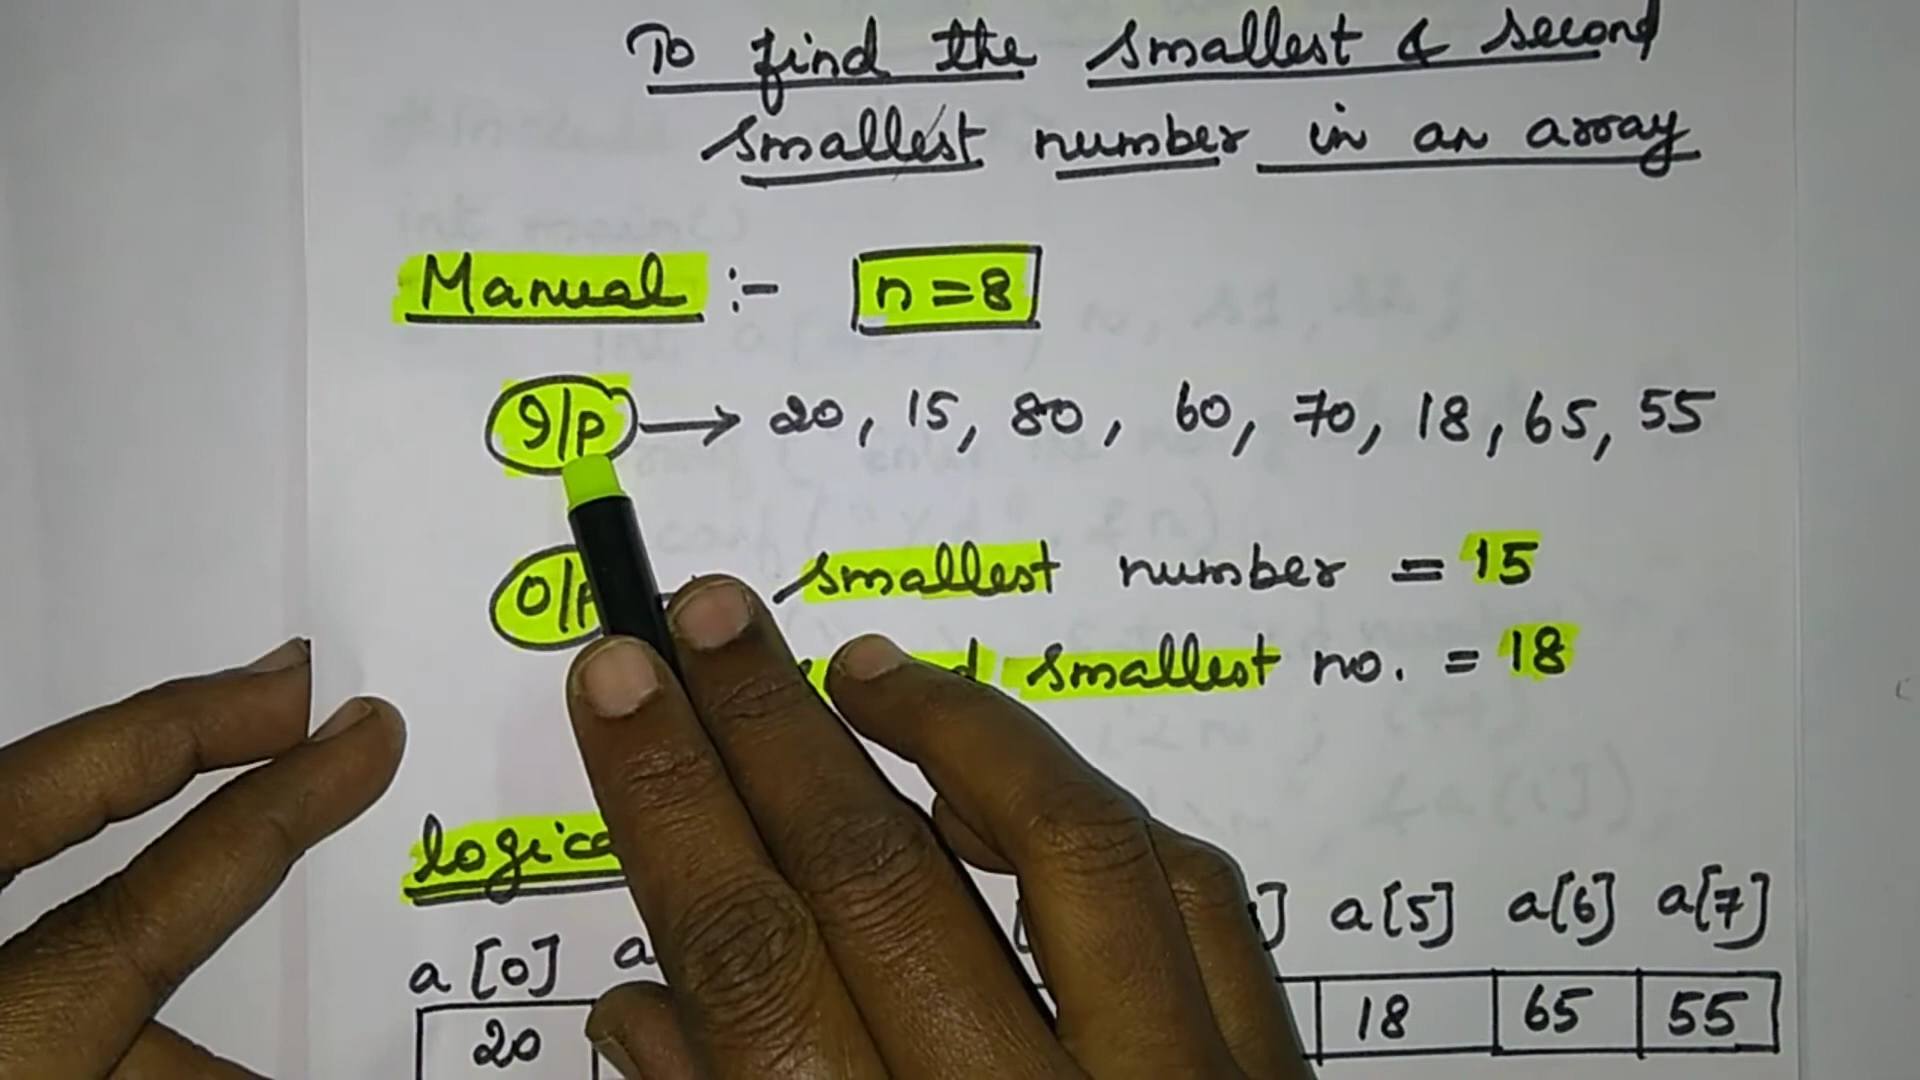 To find the smallest & second
smallest number in an array
Manual :- n=8
I/p → 20, 15, 80, 60, 70, 18, 65, 55
O/p smallest number = 15
smallest no. = 18
a[0] a ] a[5] a[6] a[7]
20 18 65 55